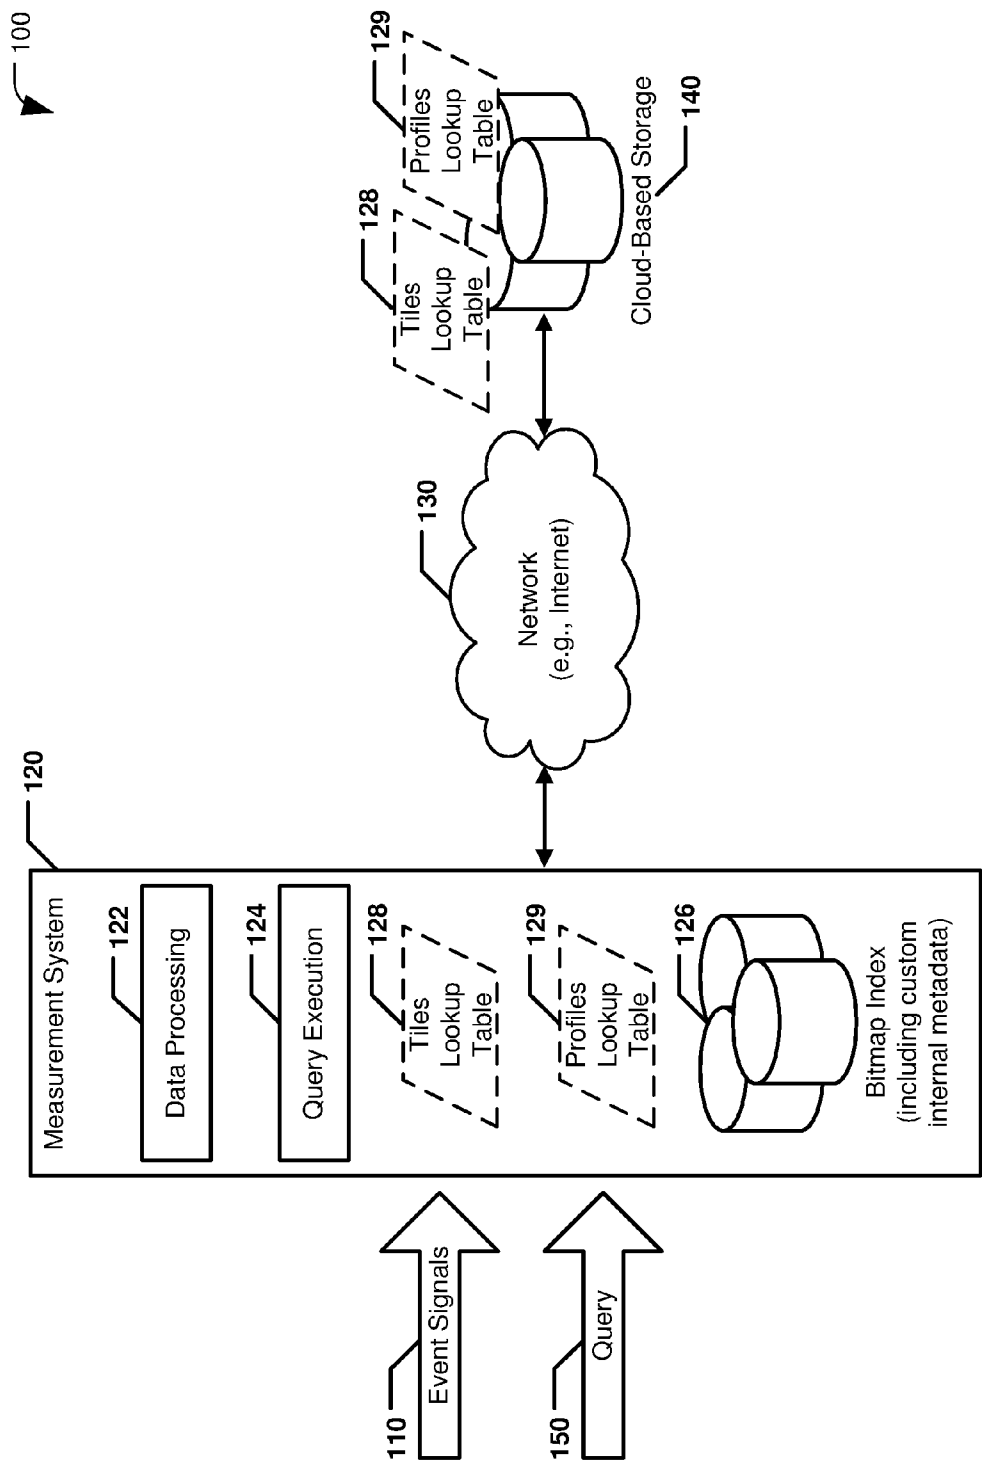 100
120
Measurement System
122
Data Processing
124
Query Execution
128
Tiles
Lookup
Table
129
Profiles
Lookup
Table
126
Bitmap Index
(including custom
internal metadata)
110
Event Signals
150
Query
130
Network
(e.g., Internet)
128
Tiles
Lookup
Table
129
Profiles
Lookup
Table
Cloud-Based Storage
140